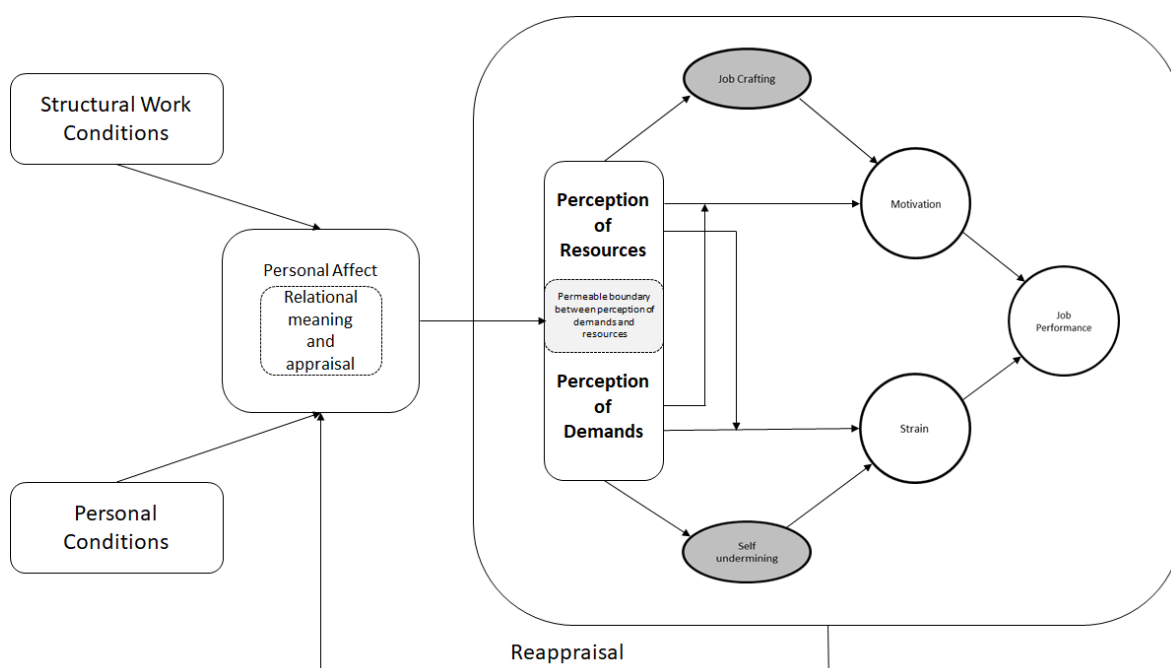 Job Crafting
Structural Work
Conditions
Perception
of
Resources
Motivation
Personal Affect
Relational
meaning
and
appraisal
Permeable boundary
between perception of
demands and
resources
Job
Performance
Perception
of
Demands
Strain
Personal
Conditions
Self
undermining
Reappraisal